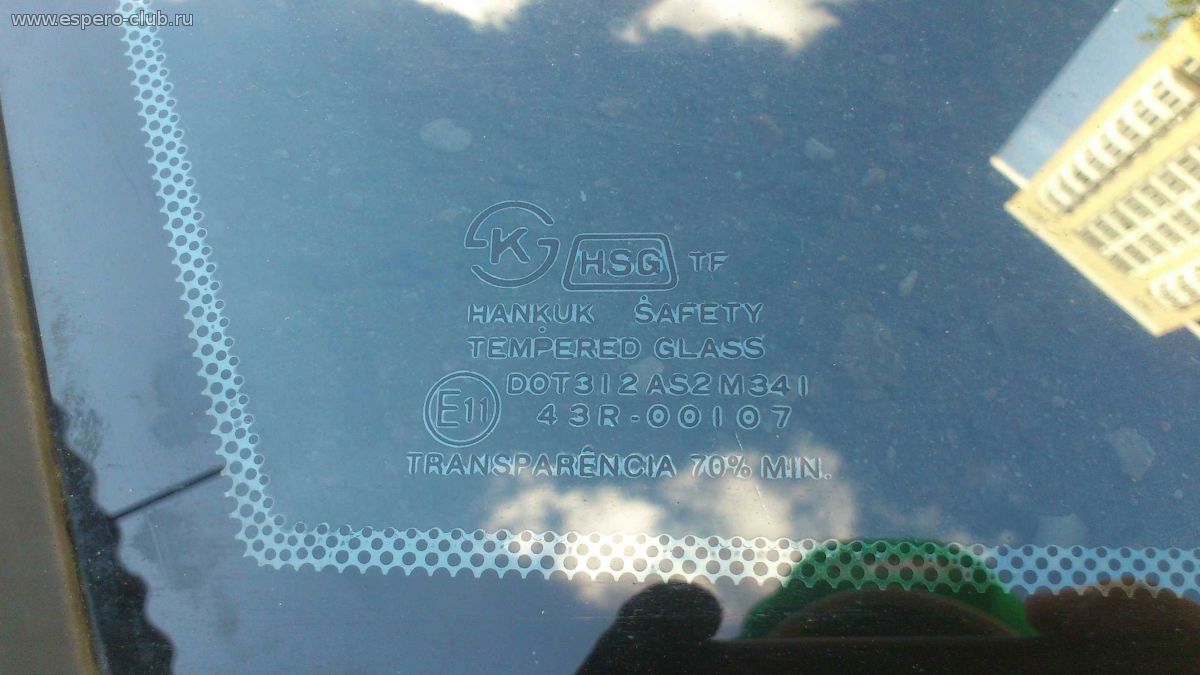 www.espero-club.ru
K HSG TF
HANKUK SAFETY
TEMPERED GLASS
E11 DOT312 AS2 M341
43R-00107
TRANSPARÊNCIA 70% MIN.